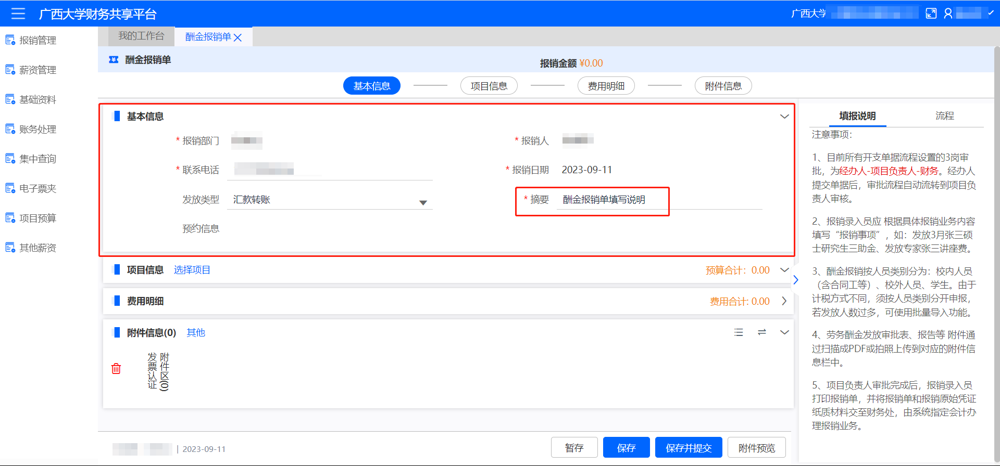 广西大学财务共享平台
广西大学
报销管理
薪资管理
基础资料
账务处理
集中查询
电子票夹
项目预算
其他薪资
我的工作台
酬金报销单
酬金报销单
报销金额 ¥0.00
基本信息
项目信息
费用明细
附件信息
基本信息
* 报销部门
* 报销人
* 联系电话
* 报销日期 2023-09-11
发放类型 汇款转账
* 摘要 酬金报销单填写说明
预约信息
项目信息 选择项目
预算合计：0.00
费用明细
费用合计: 0.00
附件信息(0) 其他
附件区(0)
发票认证
| 2023-09-11
暂存
保存
保存并提交
附件预览
填报说明
流程
注意事项：
1、目前所有开支单据流程设置的3岗审
批，为经办人-项目负责人-财务。经办人
提交单据后，审批流程自动流转到项目负
责人审核。
2、报销录入员应 根据具体报销业务内容
填写“报销事项”，如：发放3月张三硕
士研究生三助金、发放专家张三讲座费。
3、酬金报销按人员类别分为：校内人员
（含合同工等）、校外人员、学生。由于
计税方式不同，须按人员类别分开申报，
若发放人数过多，可使用批量导入功能。
4、劳务酬金发放审批表、报告等 附件通
过扫描成PDF或拍照上传到对应的附件信
息栏中。
5、项目负责人审批完成后，报销录入员
打印报销单，并将报销单和报销原始凭证
纸质材料交至财务处，由系统指定会计办
理报销业务。